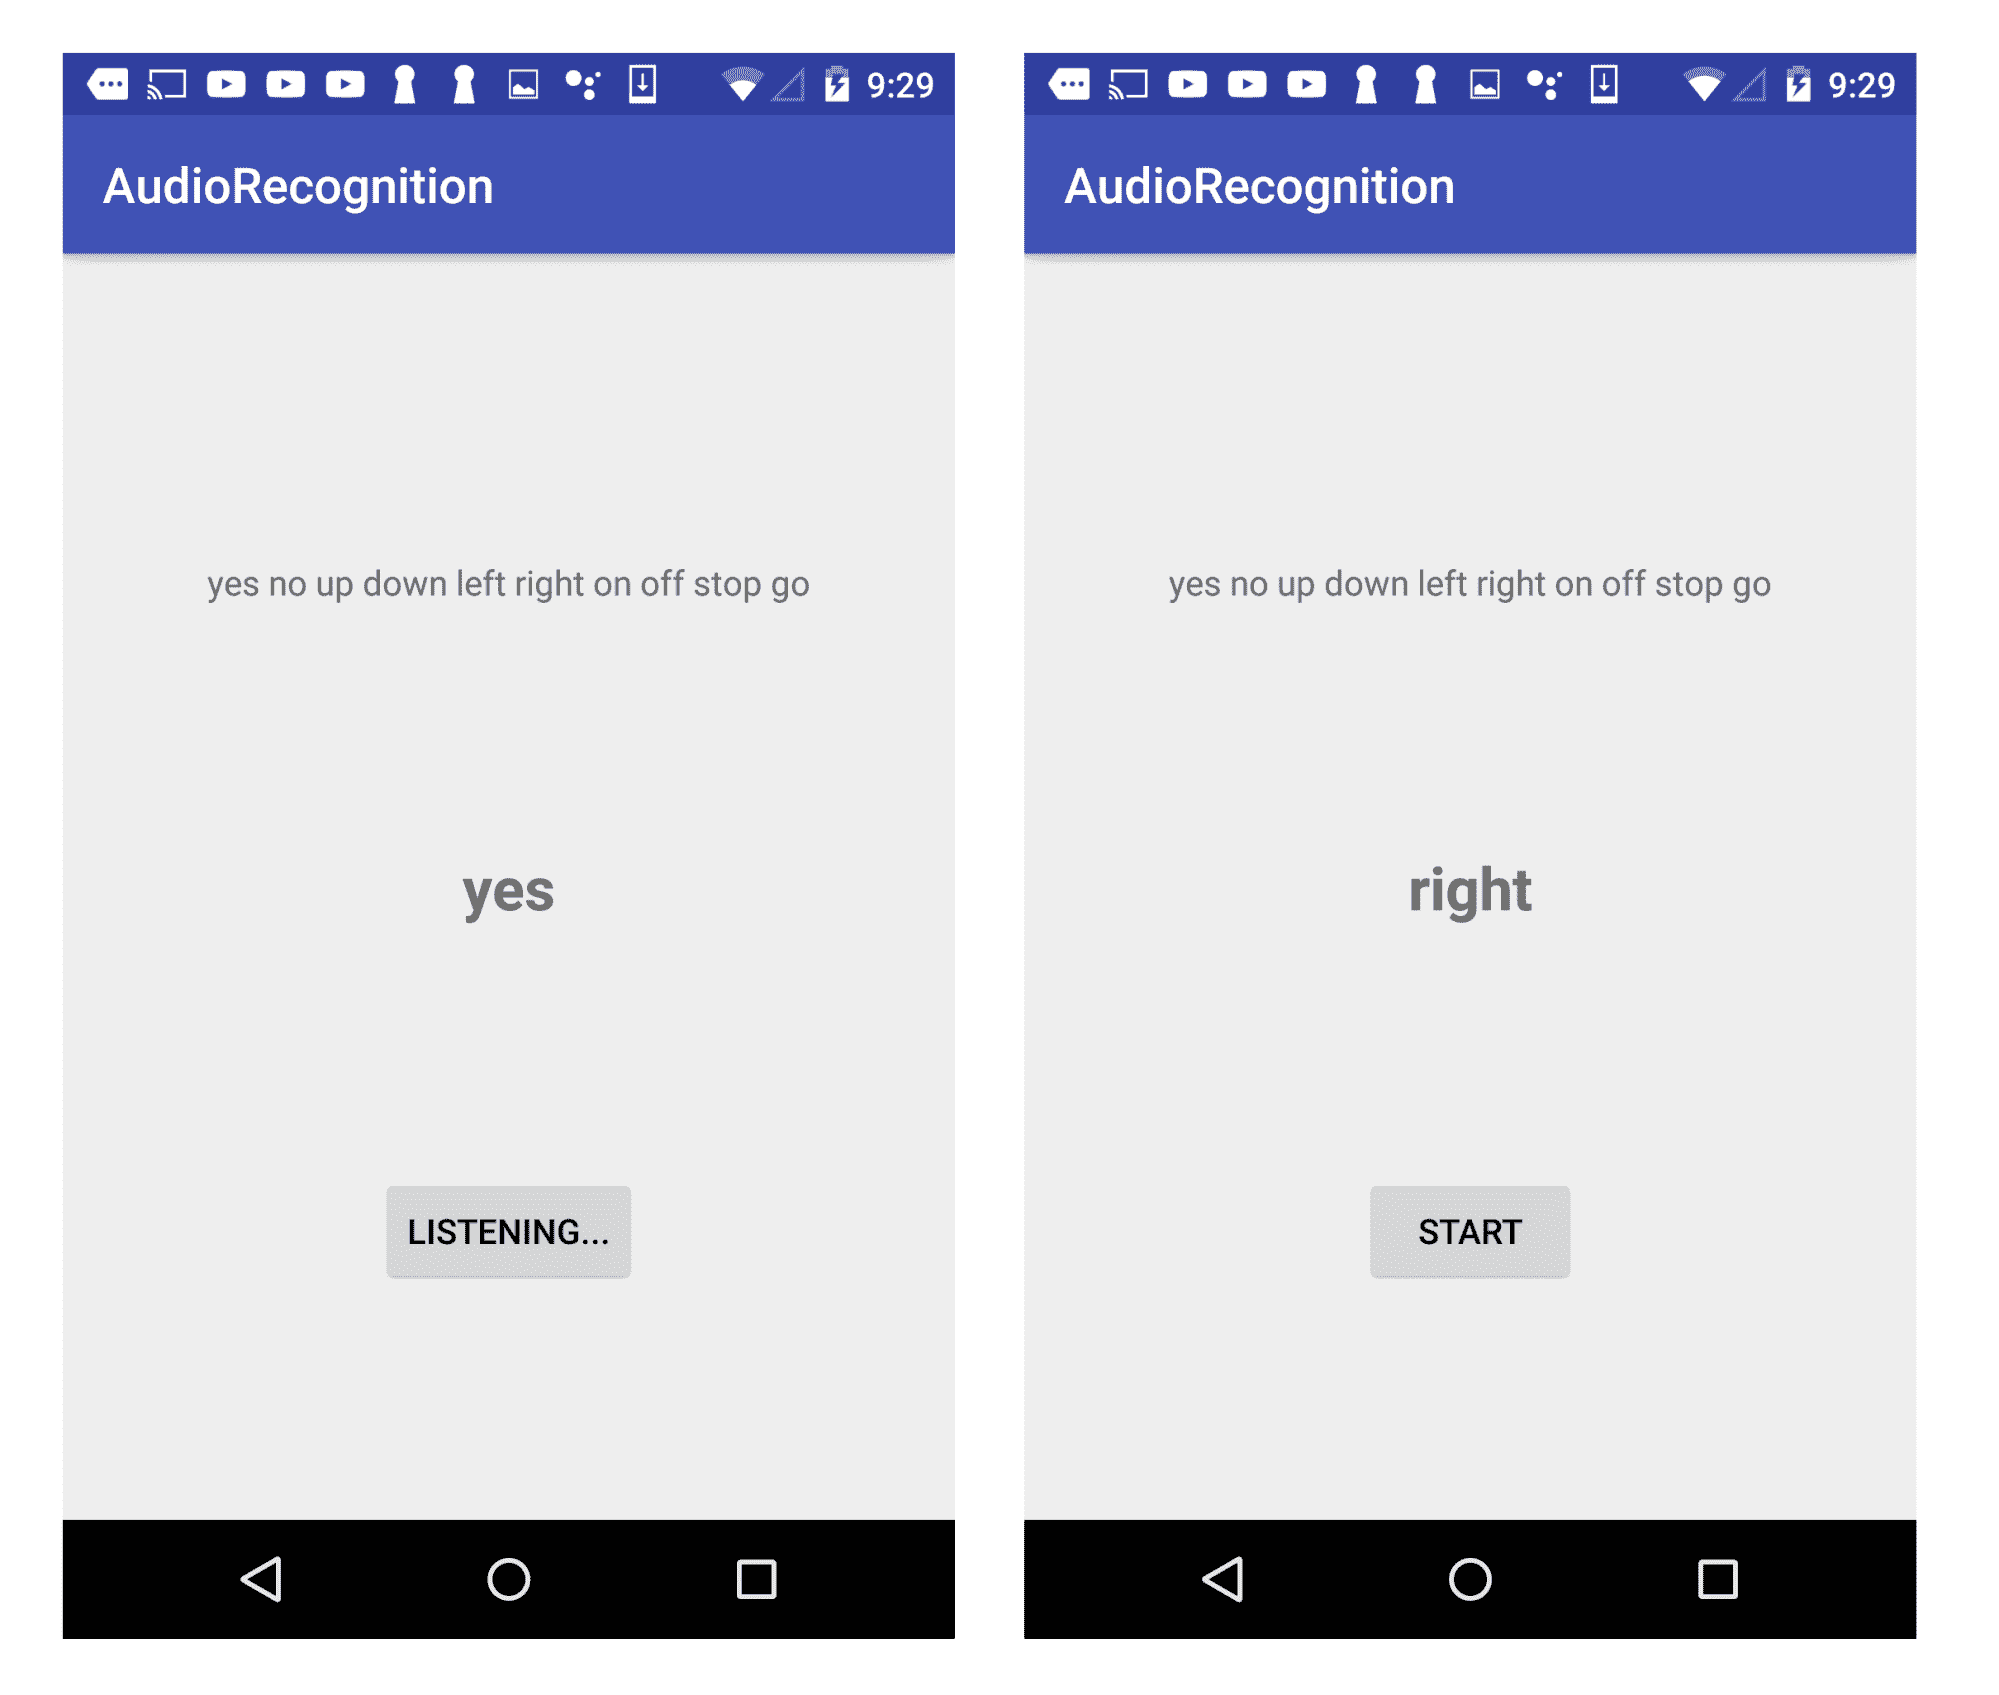 9:29
AudioRecognition
yes no up down left right on off stop go
yes
LISTENING...
9:29
AudioRecognition
yes no up down left right on off stop go
right
START